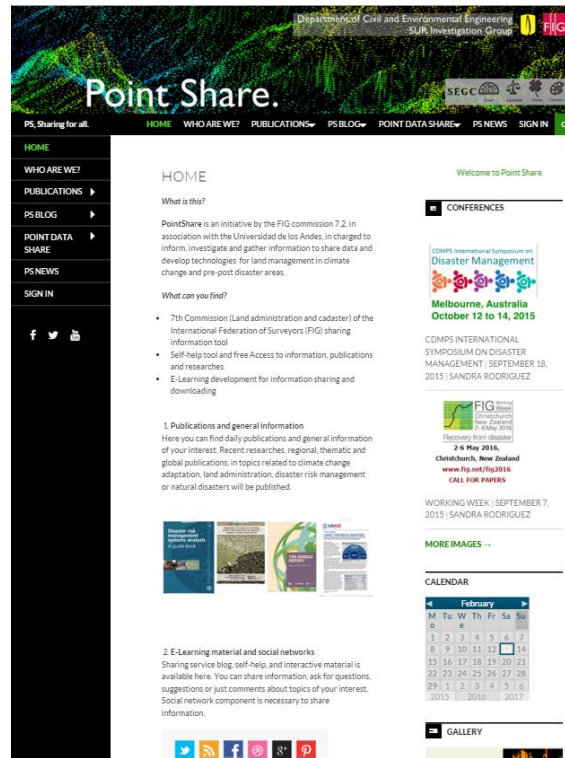 Department of Civil and Environmental Engineering
SUR Investigation Group
FIG
Point Share.
SEGC
PS, Sharing for all.
HOME WHO ARE WE? PUBLICATIONS PS BLOG POINT DATA SHARE PS NEWS SIGN IN
HOME
WHO ARE WE?
PUBLICATIONS
PS BLOG
POINT DATA
SHARE
PS NEWS
SIGN IN
HOME
What is this?
PointShare is an initiative by the FIG commission 7.2, in
association with the Universidad de los Andes, in charged to
inform, investigate and gather information to share data and
develop technologies for land management in climate
change and pre-post disaster areas.
What can you find?
• 7th Commission (Land administration and cadaster) of the
International Federation of Surveyors (FIG) sharing
information tool
• Self-help tool and free Access to information, publications
and researches
• E-Learning development for information sharing and
downloading
1. Publications and general information
Here you can find daily publications and general information
of your interest. Recent researches, regional, thematic and
global publications, in topics related to climate change
adaptation, land administration, disaster risk management
or natural disasters will be published.
Disaster risk
management
systems analysis
A guide book
USAID
2. E-Learning material and social networks
Sharing service blog, self-help, and interactive material is
available here. You can share information, ask for questions,
suggestions or just comments about topics of your interest.
Social network component is necessary to share
information.
Welcome to Point Share
CONFERENCES
CDMPS International Symposium on
Disaster Management
Melbourne, Australia
October 12 to 14, 2015
CDMPS INTERNATIONAL
SYMPOSIUM ON DISASTER
MANAGEMENT | SEPTEMBER 18,
2015 | SANDRA RODRIGUEZ
FIG Working
Week
Christchurch
New Zealand
2-6 May 2016
Recovery from disaster
2-6 May 2016,
Christchurch, New Zealand
www.fig.net/fig2016
CALL FOR PAPERS
WORKING WEEK | SEPTEMBER 7,
2015 | SANDRA RODRIGUEZ
MORE IMAGES →
CALENDAR
February
Mo Tu We Th Fr Sa Su
1 2 3 4 5 6 7
8 9 10 11 12 13 14
15 16 17 18 19 20 21
22 23 24 25 26 27 28
29 1 2 3 4 5 6
2015 2016 2017
GALLERY